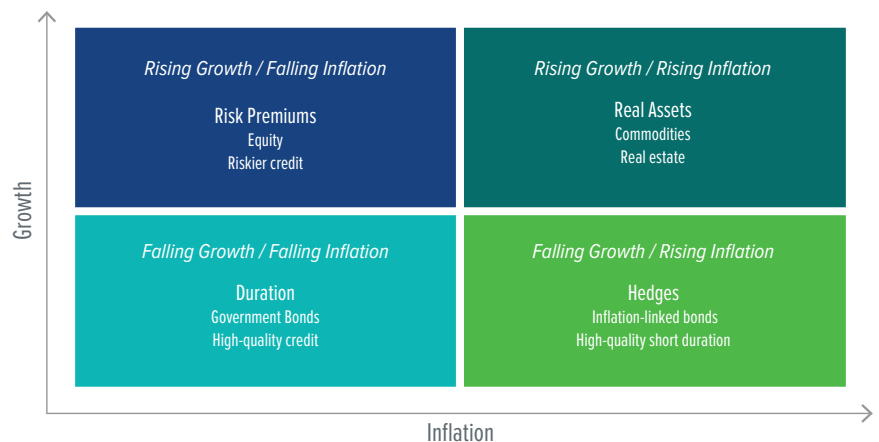 Growth
Rising Growth / Falling Inflation
Risk Premiums
Equity
Riskier credit
Rising Growth / Rising Inflation
Real Assets
Commodities
Real estate
Falling Growth / Falling Inflation
Duration
Government Bonds
High-quality credit
Falling Growth / Rising Inflation
Hedges
Inflation-linked bonds
High-quality short duration
Inflation